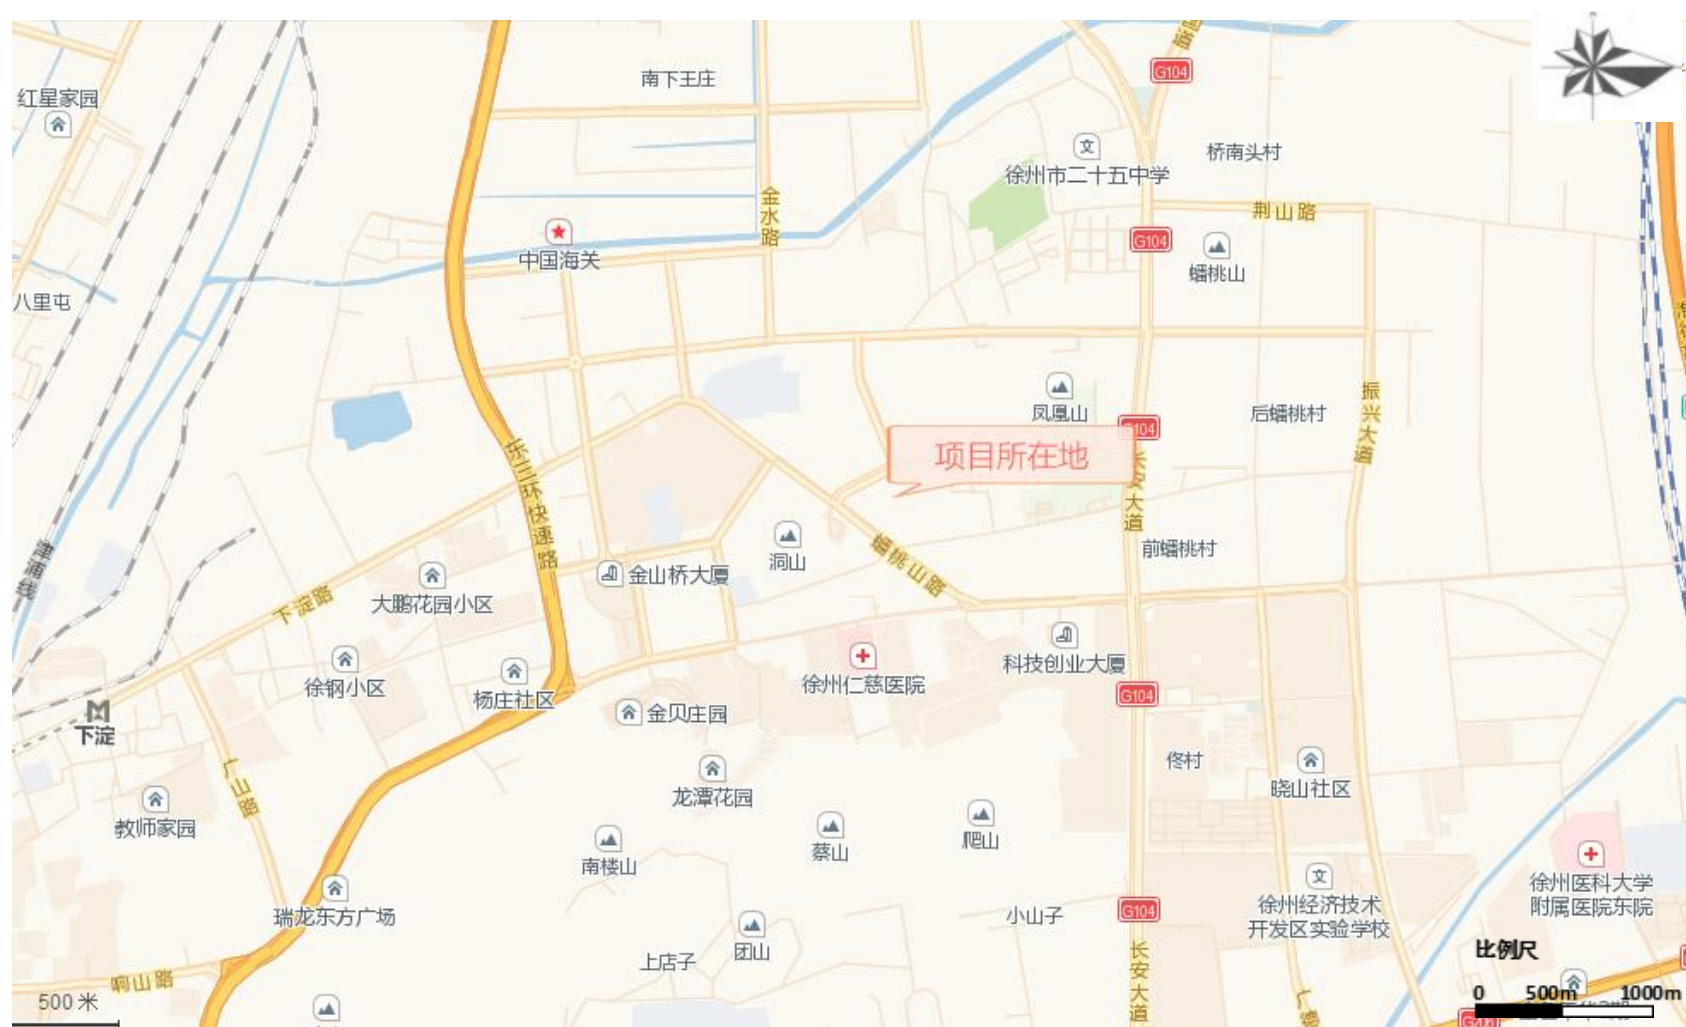 G104
南下王庄
红星家园
文
徐州市二十五中学
桥南头村
金水路
荆山路
G104
中国海关
蟠桃山
八里屯
凤凰山
后蟠桃村
振兴大道
G104
项目所在地
东三环快速路
长安大道
前蟠桃村
洞山
蟠桃山路
津浦线
金山桥大厦
大鹏花园小区
下淀路
科技创业大厦
徐州仁慈医院
徐钢小区
杨庄社区
G104
金贝庄园
下淀
佟村
广山路
龙潭花园
晓山社区
教师家园
蔡山
爬山
南楼山
文
徐州医科大学
附属医院东院
徐州经济技术
开发区实验学校
瑞龙东方广场
小山子
G104
团山
上店子
长安大道
比例尺
响山路
500 米
0 500m 1000m